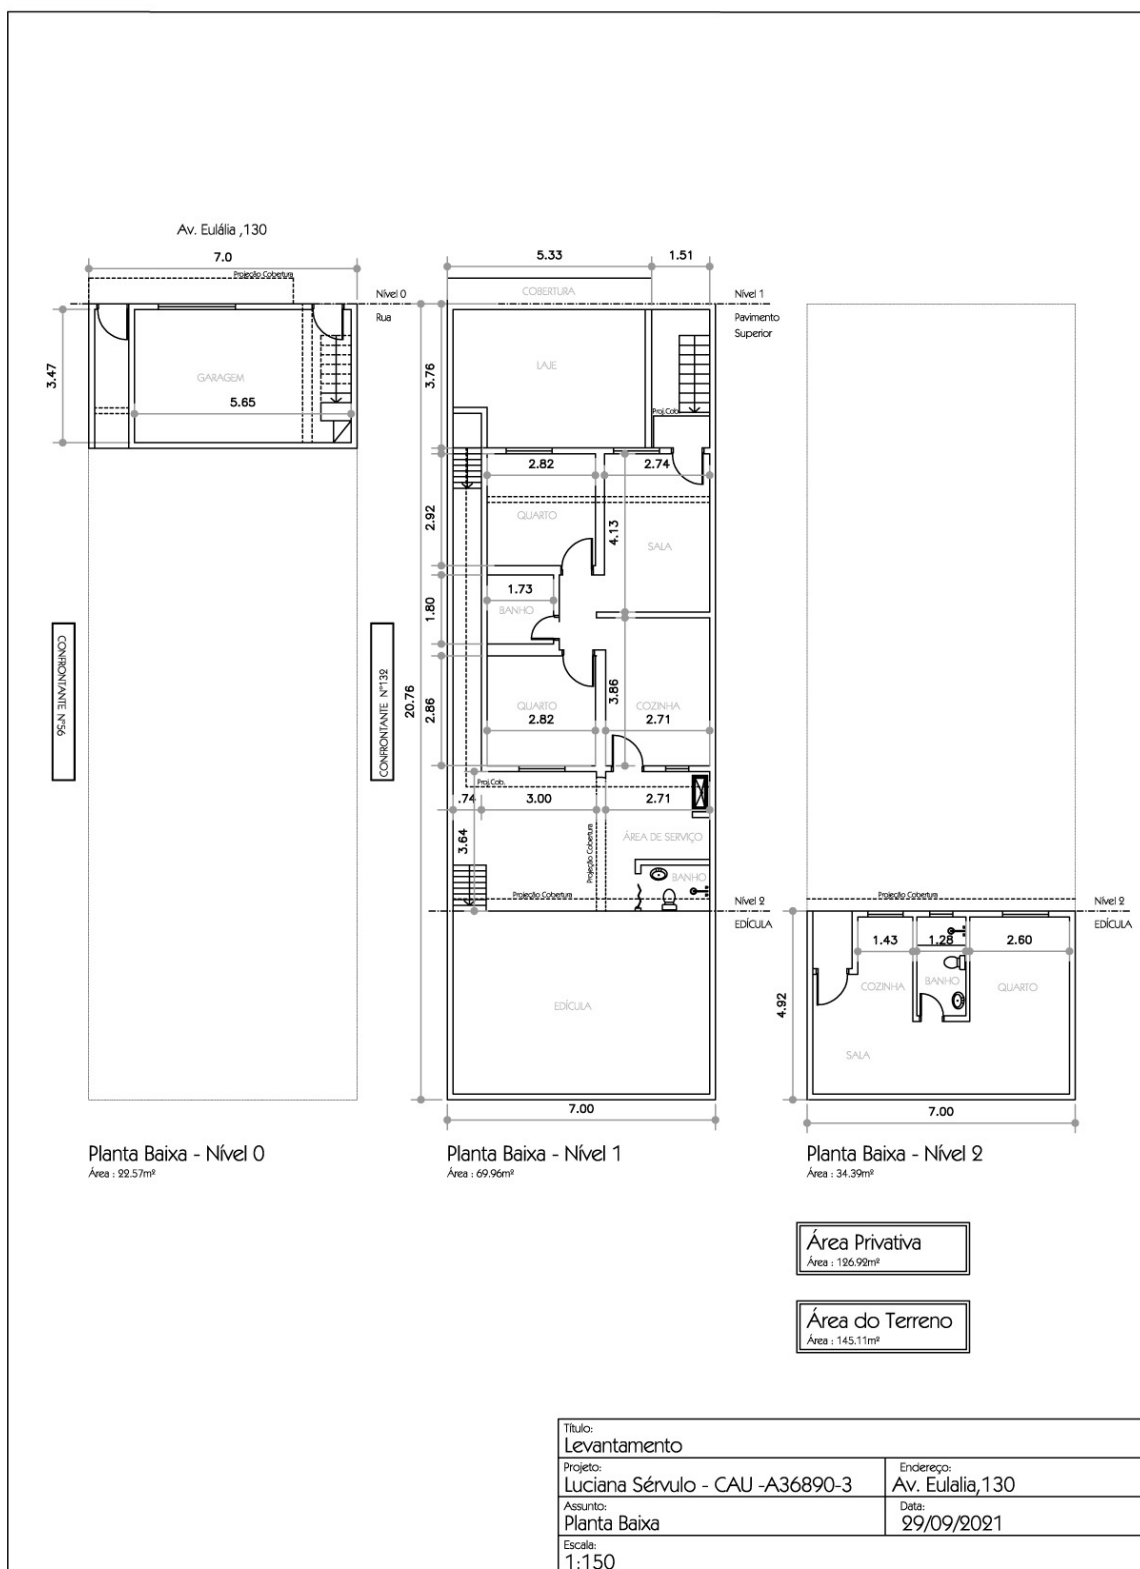 Av. Eulália ,130
7.0
Projeção Cobertura
Nível 0
Rua
3.47
GARAGEM
5.65
CONFRONTANTE Nº56
Planta Baixa - Nível 0
Área : 22.57m²
5.33
1.51
COBERTURA
Nível 1
Pavimento
Superior
3.76
LAJE
Proj.Cob.
2.82
2.74
2.92
QUARTO
4.13
SALA
1.73
1.80
BANHO
CONFRONTANTE Nº132
20.76
2.86
QUARTO
2.82
3.86
COZINHA
2.71
Proj.Cob.
.74
3.00
2.71
3.64
Projeção Cobertura
ÁREA DE SERVIÇO
BANHO
Projeção Cobertura
Nível 2
EDÍCULA
EDÍCULA
7.00
Planta Baixa - Nível 1
Área : 69.96m²
Projeção Cobertura
Nível 2
EDÍCULA
1.43
1.28
2.60
COZINHA
BANHO
QUARTO
4.92
SALA
7.00
Planta Baixa - Nível 2
Área : 34.39m²
Área Privativa
Área : 126.92m²
Área do Terreno
Área : 145.11m²
Título:
Levantamento
Projeto:
Luciana Sérvulo - CAU -A36890-3
Endereço:
Av. Eulalia,130
Assunto:
Planta Baixa
Data:
29/09/2021
Escala:
1:150